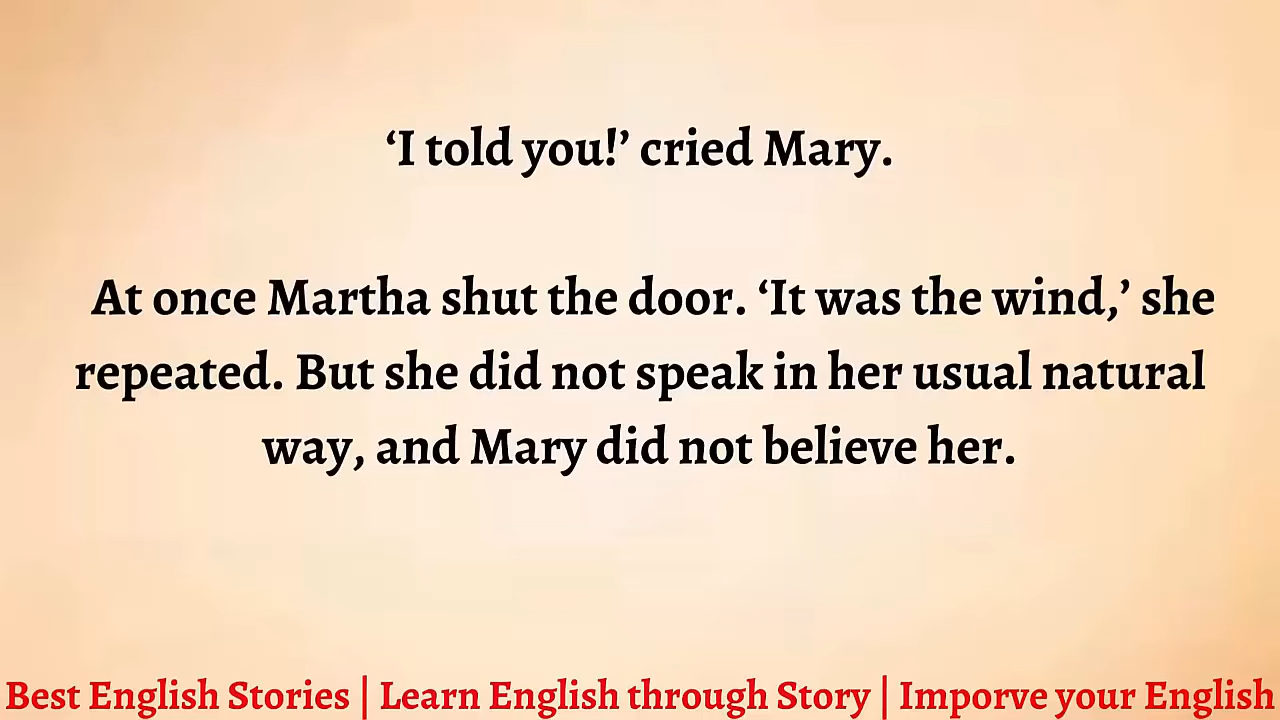 ‘I told you!’ cried Mary.
At once Martha shut the door. ‘It was the wind,’ she
repeated. But she did not speak in her usual natural
way, and Mary did not believe her.
Best English Stories | Learn English through Story | Imporve your English